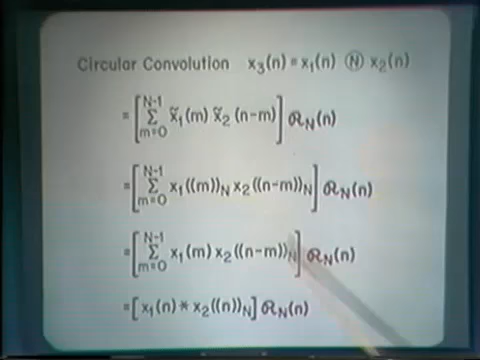 Circular Convolution x₃(n) = x₁(n) Ⓝ x₂(n)
= [ Σ_{m=0}^{N-1} x̃₁(m) x̃₂(n-m) ] ℛ_N(n)
= [ Σ_{m=0}^{N-1} x₁((m))_N x₂((n-m))_N ] ℛ_N(n)
= [ Σ_{m=0}^{N-1} x₁(m) x₂((n-m))_N ] ℛ_N(n)
= [ x₁(n) * x₂((n))_N ] ℛ_N(n)